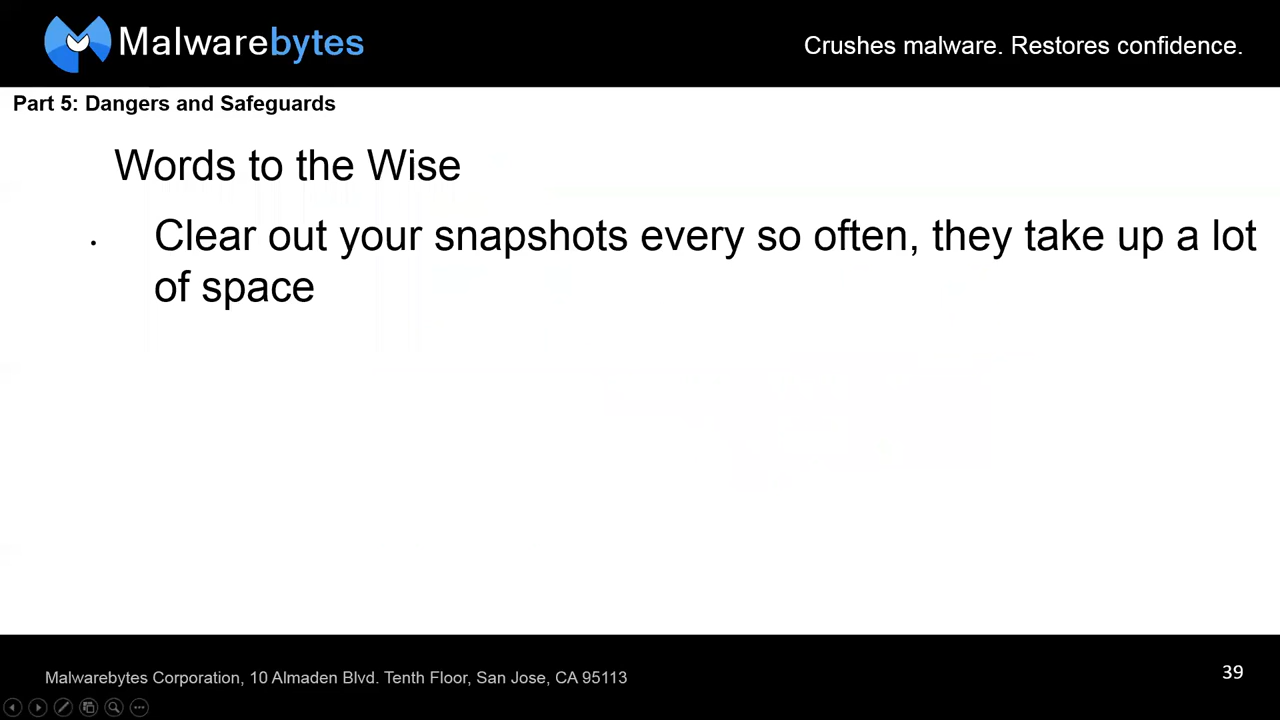 Malwarebytes
Crushes malware. Restores confidence.
Part 5: Dangers and Safeguards
Words to the Wise
• Clear out your snapshots every so often, they take up a lot
of space
Malwarebytes Corporation, 10 Almaden Blvd. Tenth Floor, San Jose, CA 95113
39